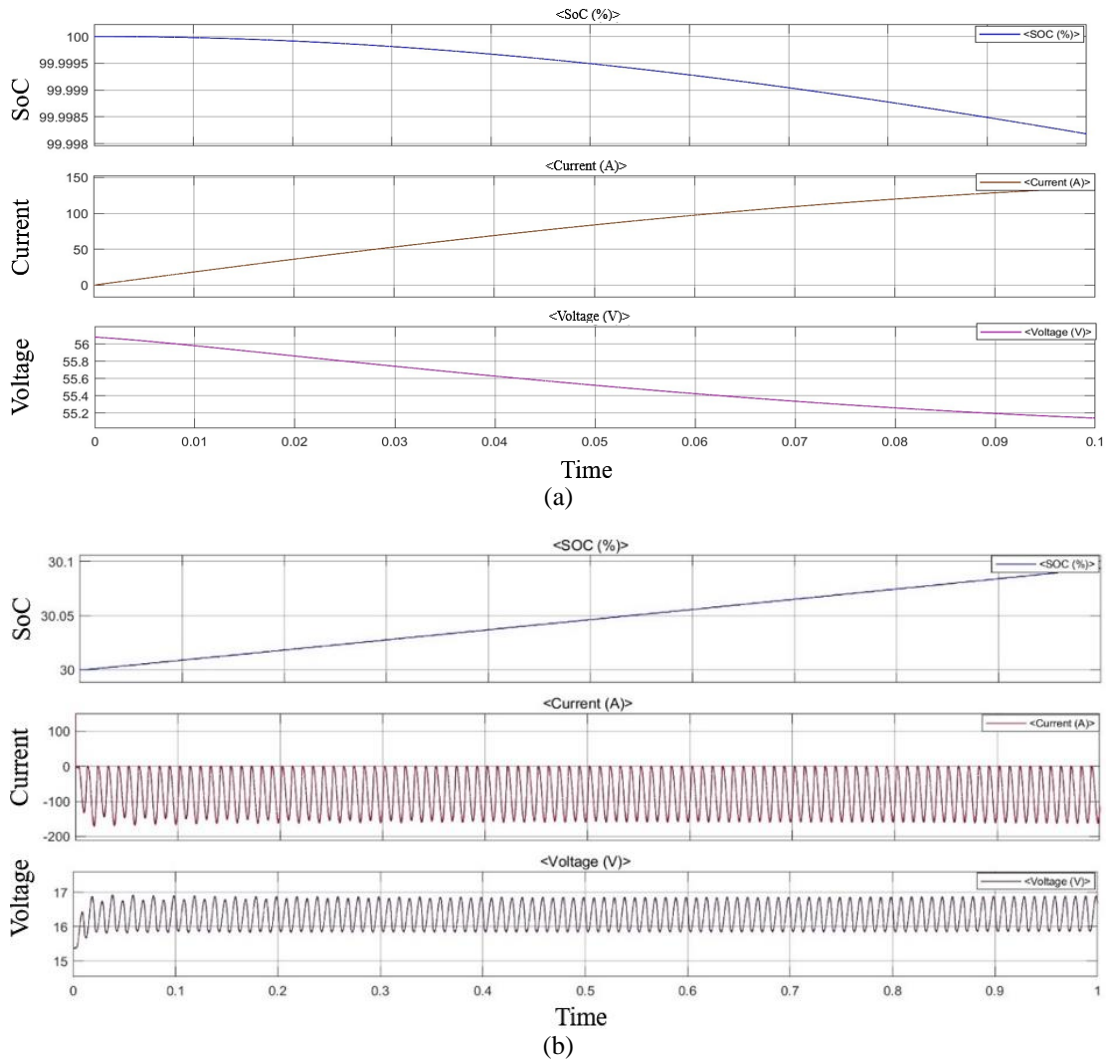 <SoC (%)>
<SOC (%)>
100
99.9995
99.999
99.9985
99.998
SoC
<Current (A)>
<Current (A)>
150
100
50
0
Current
<Voltage (V)>
<Voltage (V)>
56
55.8
55.6
55.4
55.2
Voltage
0 0.01 0.02 0.03 0.04 0.05 0.06 0.07 0.08 0.09 0.1
Time
(a)
<SOC (%)>
<SOC (%)>
30.1
30.05
30
SoC
<Current (A)>
<Current (A)>
100
0
-100
-200
Current
<Voltage (V)>
<Voltage (V)>
17
16
15
Voltage
0 0.1 0.2 0.3 0.4 0.5 0.6 0.7 0.8 0.9 1
Time
(b)